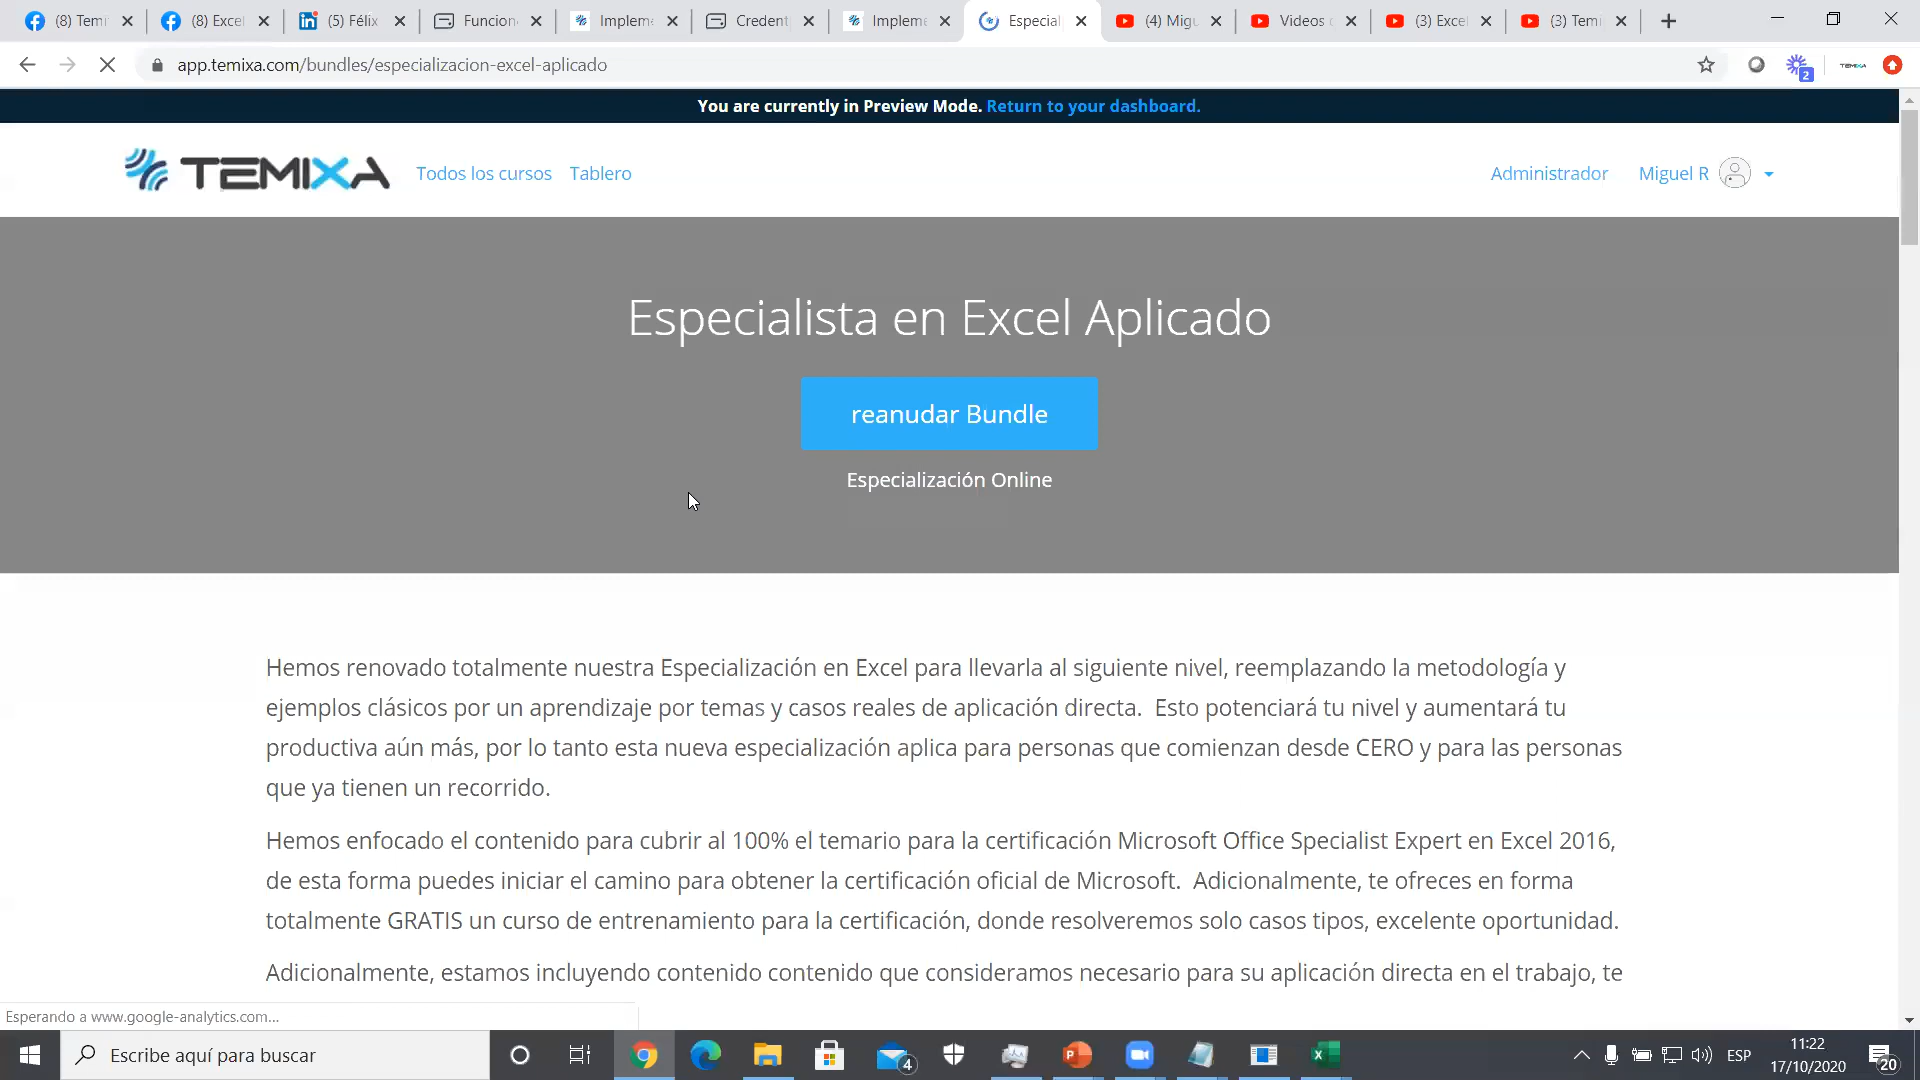 (8) Temi
(8) Excel
(5) Félix
Funcion
Implem
Credent
Implem
Especial
(4) Migu
Videos
(3) Exce
(3) Temi
app.temixa.com/bundles/especializacion-excel-aplicado
2
TEMIXA
You are currently in Preview Mode. Return to your dashboard.
TEMIXA
Todos los cursos
Tablero
Administrador
Miguel R
Especialista en Excel Aplicado
reanudar Bundle
Especialización Online
Hemos renovado totalmente nuestra Especialización en Excel para llevarla al siguiente nivel, reemplazando la metodología y
ejemplos clásicos por un aprendizaje por temas y casos reales de aplicación directa. Esto potenciará tu nivel y aumentará tu
productiva aún más, por lo tanto esta nueva especialización aplica para personas que comienzan desde CERO y para las personas
que ya tienen un recorrido.
Hemos enfocado el contenido para cubrir al 100% el temario para la certificación Microsoft Office Specialist Expert en Excel 2016,
de esta forma puedes iniciar el camino para obtener la certificación oficial de Microsoft. Adicionalmente, te ofreces en forma
totalmente GRATIS un curso de entrenamiento para la certificación, donde resolveremos solo casos tipos, excelente oportunidad.
Adicionalmente, estamos incluyendo contenido contenido que consideramos necesario para su aplicación directa en el trabajo, te
Esperando a www.google-analytics.com...
Escribe aquí para buscar
4
ESP
11:22
17/10/2020
20